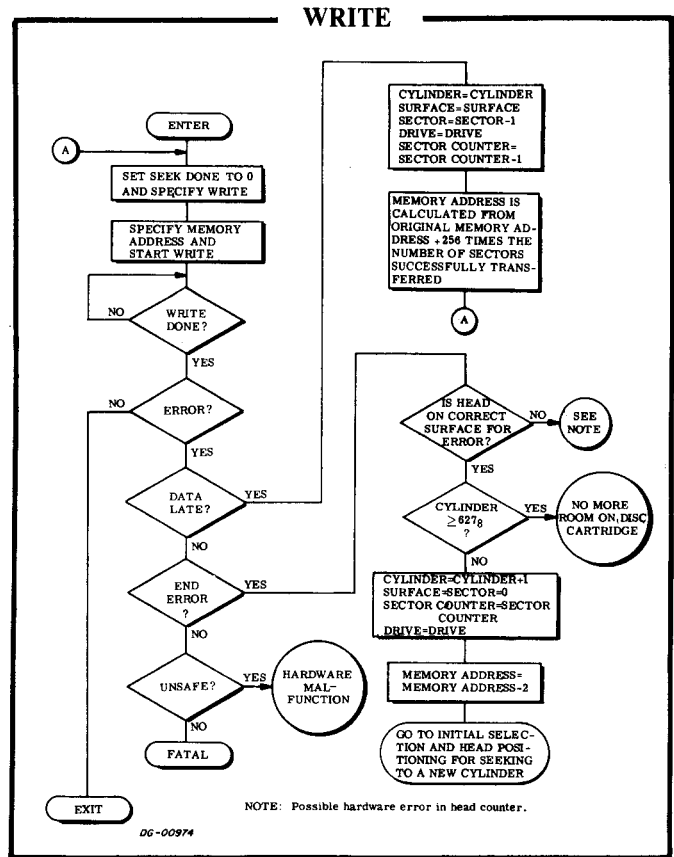 WRITE
ENTER
A
SET SEEK DONE TO 0
AND SPECIFY WRITE
SPECIFY MEMORY
ADDRESS AND
START WRITE
NO
WRITE
DONE?
YES
NO
ERROR?
YES
DATA
LATE?
YES
NO
END
ERROR
?
YES
NO
UNSAFE?
YES
HARDWARE
MAL-
FUNCTION
NO
FATAL
EXIT
CYLINDER=CYLINDER
SURFACE=SURFACE
SECTOR=SECTOR-1
DRIVE=DRIVE
SECTOR COUNTER=
SECTOR COUNTER-1
MEMORY ADDRESS IS
CALCULATED FROM
ORIGINAL MEMORY AD-
DRESS +256 TIMES THE
NUMBER OF SECTORS
SUCCESSFULLY TRANS-
FERRED
A
IS HEAD
ON CORRECT
SURFACE FOR
ERROR?
NO
SEE
NOTE
YES
CYLINDER
≥627₈
?
YES
NO MORE
ROOM ON DISC
CARTRIDGE
NO
CYLINDER=CYLINDER+1
SURFACE=SECTOR=0
SECTOR COUNTER=SECTOR
COUNTER
DRIVE=DRIVE
MEMORY ADDRESS=
MEMORY ADDRESS-2
GO TO INITIAL SELEC-
TION AND HEAD POSI-
TIONING FOR SEEKING
TO A NEW CYLINDER
NOTE: Possible hardware error in head counter.
DG-00974